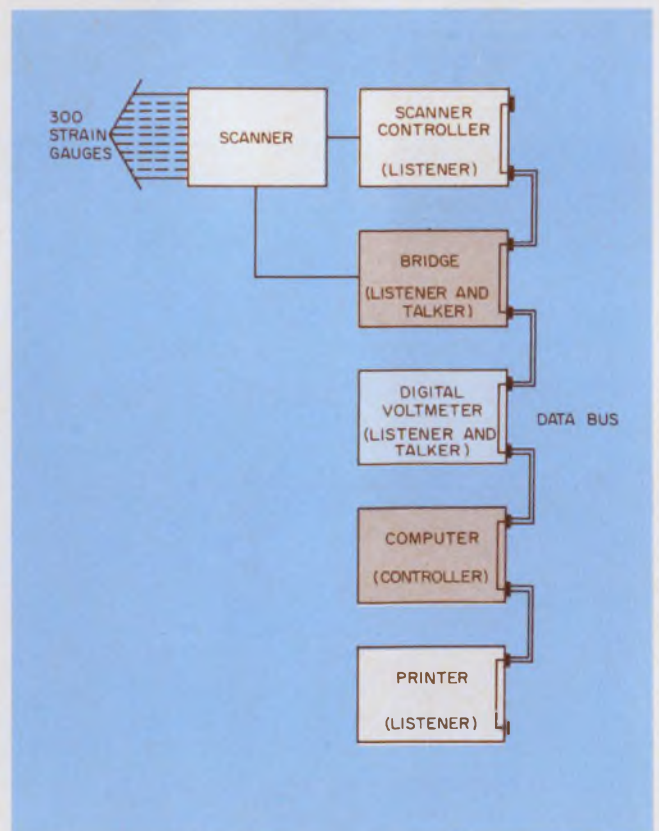 300
STRAIN
GAUGES
SCANNER
SCANNER
CONTROLLER
(LISTENER)
BRIDGE
(LISTENER AND
TALKER)
DIGITAL
VOLTMETER
(LISTENER AND
TALKER)
DATA BUS
COMPUTER
(CONTROLLER)
PRINTER
(LISTENER)